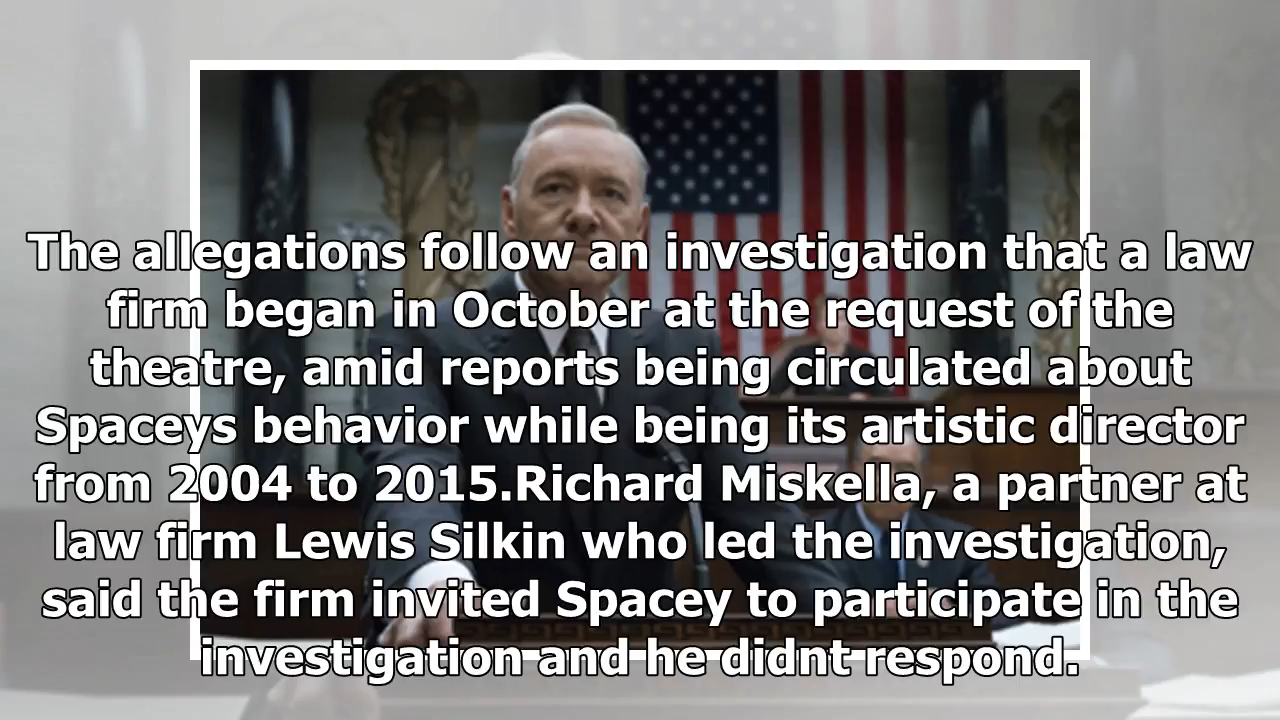 The allegations follow an investigation that a law
firm began in October at the request of the
theatre, amid reports being circulated about
Spaceys behavior while being its artistic director
from 2004 to 2015.Richard Miskella, a partner at
law firm Lewis Silkin who led the investigation,
said the firm invited Spacey to participate in the
investigation and he didnt respond.